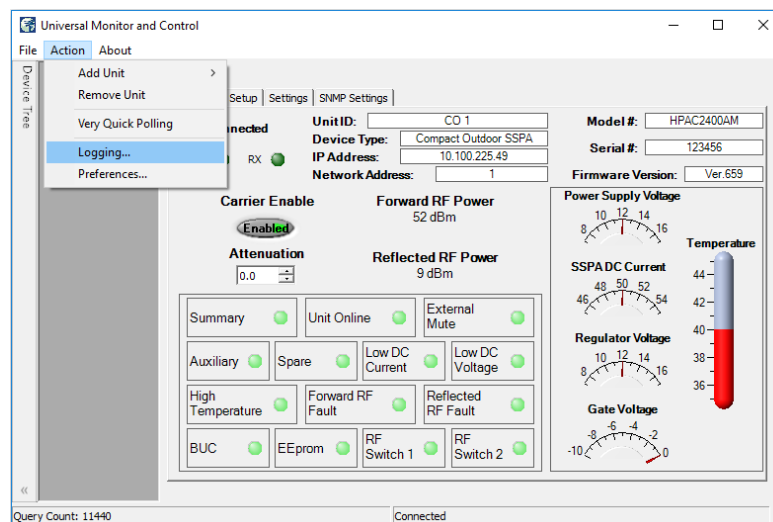 Universal Monitor and Control
File Action About
Device Tree
Add Unit
Remove Unit
Very Quick Polling
Logging...
Preferences...
Setup Settings SNMP Settings
RX
Unit ID: CO 1
Device Type: Compact Outdoor SSPA
IP Address: 10.100.225.49
Network Address: 1
Model #: HPAC2400AM
Serial #: 123456
Firmware Version: Ver.659
Carrier Enable
Enabled
Attenuation
0.0
Forward RF Power
52 dBm
Reflected RF Power
9 dBm
Summary
Unit Online
External
Mute
Auxiliary
Spare
Low DC
Current
Low DC
Voltage
High
Temperature
Forward RF
Fault
Reflected
RF Fault
BUC
EEprom
RF
Switch 1
RF
Switch 2
Power Supply Voltage
8 10 12 14 16
SSPA DC Current
46 48 50 52 54
Regulator Voltage
8 10 12 14 16
Gate Voltage
-10 -8 -6 -4 -2 0
Temperature
44
42
40
38
36
Query Count: 11440
Connected